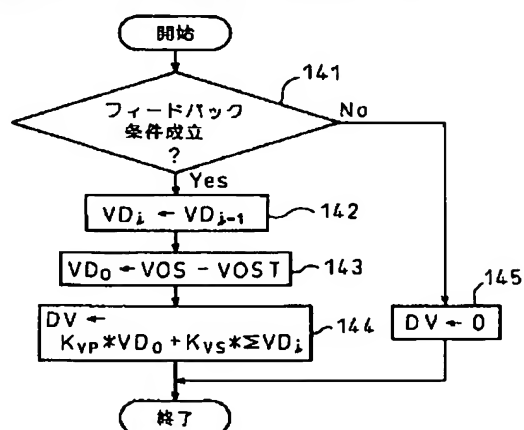 開始
141
フィードバック
条件成立
?
No
Yes
VDi ← VDi-1
142
VD0 ← VOS - VOST
143
DV ←
KVP*VD0 + KVS*ΣVDi
144
145
DV ← 0
終了